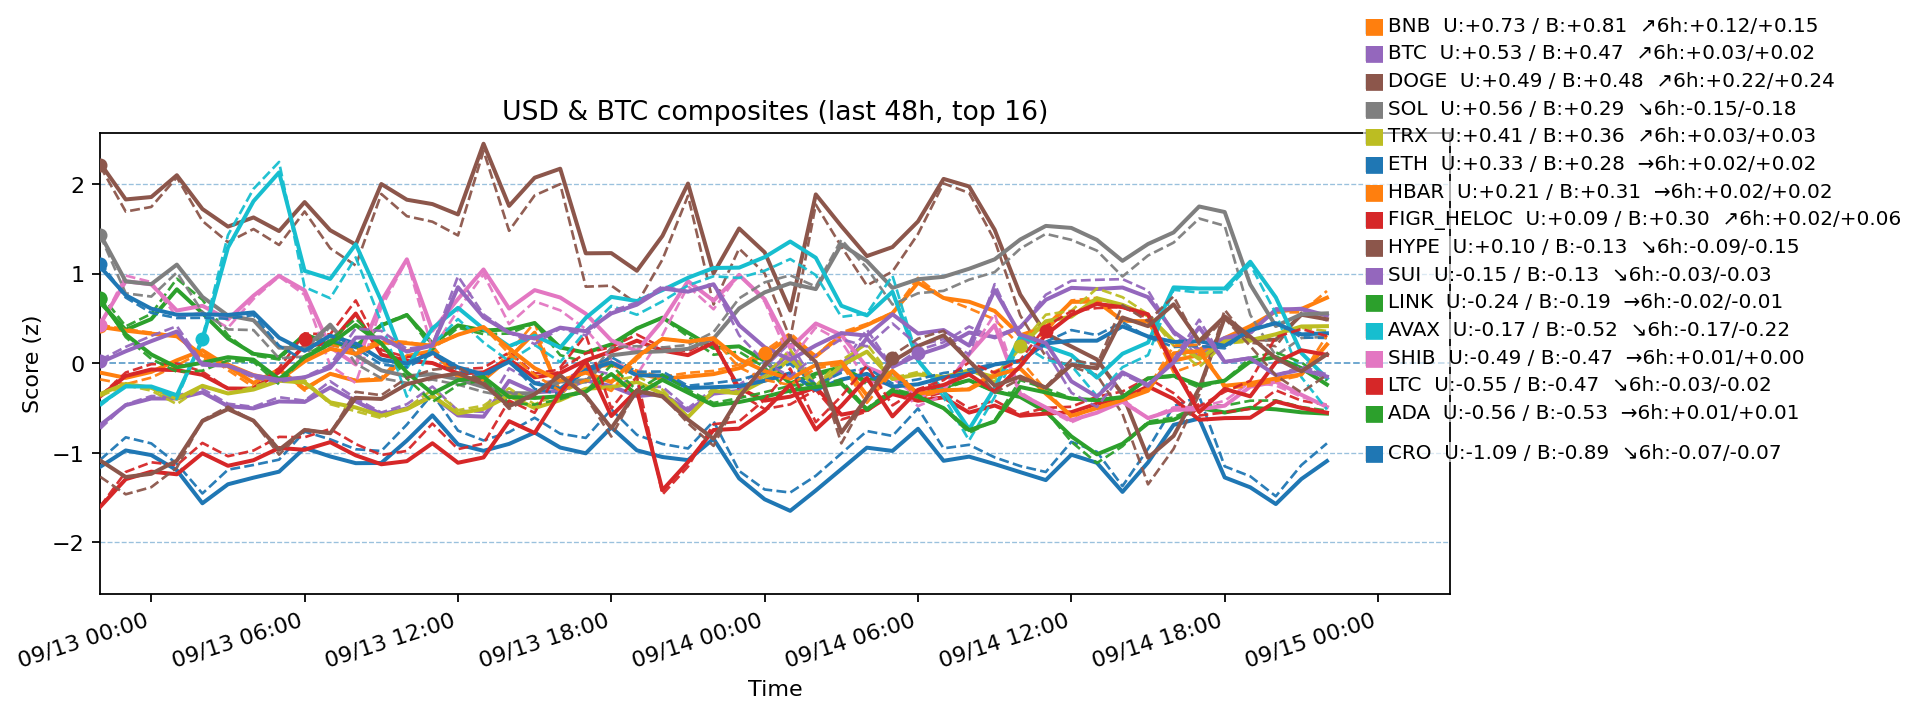 BNB  U:+0.73 / B:+0.81  ↗6h:+0.12/+0.15
BTC  U:+0.53 / B:+0.47  ↗6h:+0.03/+0.02
DOGE  U:+0.49 / B:+0.48  ↗6h:+0.22/+0.24
SOL  U:+0.56 / B:+0.29  ↘6h:-0.15/-0.18
TRX  U:+0.41 / B:+0.36  ↗6h:+0.03/+0.03
ETH  U:+0.33 / B:+0.28  →6h:+0.02/+0.02
HBAR  U:+0.21 / B:+0.31  →6h:+0.02/+0.02
FIGR_HELOC  U:+0.09 / B:+0.30  ↗6h:+0.02/+0.06
HYPE  U:+0.10 / B:-0.13  ↘6h:-0.09/-0.15
SUI  U:-0.15 / B:-0.13  ↘6h:-0.03/-0.03
LINK  U:-0.24 / B:-0.19  →6h:-0.02/-0.01
AVAX  U:-0.17 / B:-0.52  ↘6h:-0.17/-0.22
SHIB  U:-0.49 / B:-0.47  →6h:+0.01/+0.00
LTC  U:-0.55 / B:-0.47  ↘6h:-0.03/-0.02
ADA  U:-0.56 / B:-0.53  →6h:+0.01/+0.01
CRO  U:-1.09 / B:-0.89  ↘6h:-0.07/-0.07
USD & BTC composites (last 48h, top 16)
Score (z)
2
1
0
−1
−2
09/13 00:00
09/13 06:00
09/13 12:00
09/13 18:00
09/14 00:00
09/14 06:00
09/14 12:00
09/14 18:00
09/15 00:00
Time